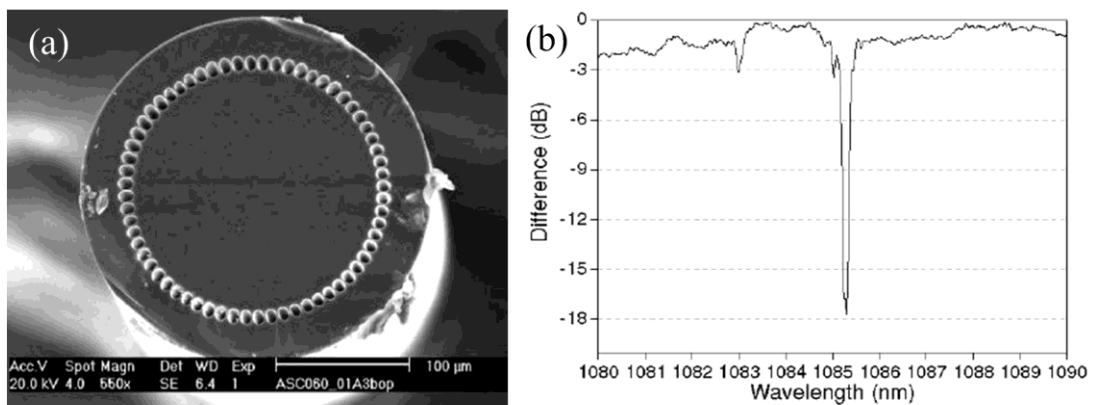 (a)
Acc.V Spot Magn Det WD Exp 100 µm
20.0 kV 4.0 550x SE 6.4 1 ASC060_01A3bop
(b)
0
-3
-6
-9
-12
-15
-18
Difference (dB)
1080 1081 1082 1083 1084 1085 1086 1087 1088 1089 1090
Wavelength (nm)